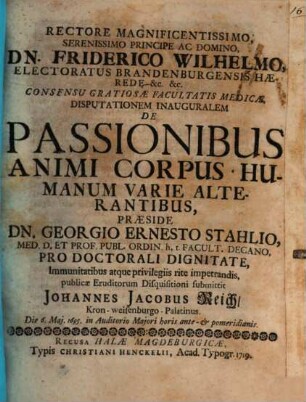 16
RECTORE MAGNIFICENTISSIMO,
SERENISSIMO PRINCIPE AC DOMINO,
DN. FRIDERICO WILHELMO,
ELECTORATUS BRANDENBURGENSIS HÆ-
REDE, &c. &c.
CONSENSU GRATIOSÆ FACULTATIS MEDICÆ,
DISPUTATIONEM INAUGURALEM
DE
PASSIONIBUS
ANIMI CORPUS HU-
MANUM VARIE ALTE-
RANTIBUS,
PRÆSIDE
DN. GEORGIO ERNESTO STAHLIO,
MED. D. ET PROF. PUBL. ORDIN. h. t. FACULT. DECANO,
PRO DOCTORALI DIGNITATE,
Immunitatibus atque privilegiis rite impetrandis,
publicæ Eruditorum Disquisitioni submittit
JOHANNES JACOBUS Reich/
Kron-weisenburgo-Palatinus.
Die 6. Maj. 1695. in Auditorio Majori horis ante- & pomeridianis.
RECUSA HALÆ MAGDEBURGICÆ,
Typis CHRISTIANI HENCKELII, Acad. Typogr. 1719.